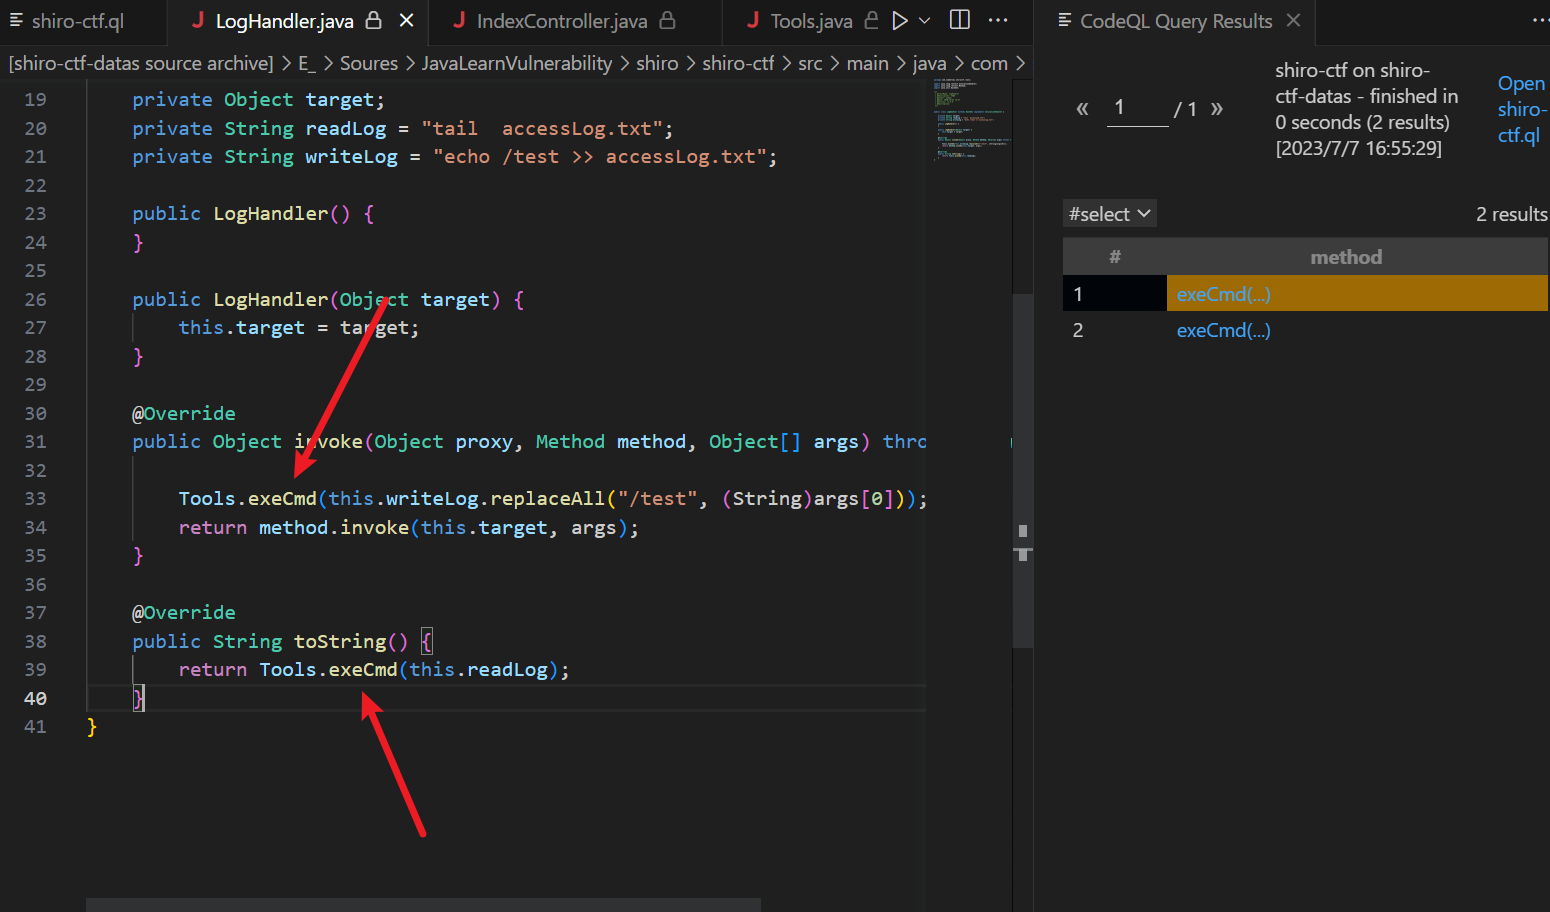 shiro-ctf.ql
LogHandler.java
IndexController.java
Tools.java
CodeQL Query Results
[shiro-ctf-datas source archive] > E_ > Soures > JavaLearnVulnerability > shiro > shiro-ctf > src > main > java > com >
19 private Object target;
20 private String readLog = "tail  accessLog.txt";
21 private String writeLog = "echo /test >> accessLog.txt";
22
23 public LogHandler() {
24 }
25
26 public LogHandler(Object target) {
27 this.target = target;
28 }
29
30 @Override
31 public Object invoke(Object proxy, Method method, Object[] args) thro
32
33 Tools.exeCmd(this.writeLog.replaceAll("/test", (String)args[0]));
34 return method.invoke(this.target, args);
35 }
36
37 @Override
38 public String toString() {
39 return Tools.exeCmd(this.readLog);
40 }
41 }
« 1 / 1 »
shiro-ctf on shiro-
ctf-datas - finished in
0 seconds (2 results)
[2023/7/7 16:55:29]
Open
shiro-
ctf.ql
#select
2 results
# method
1 exeCmd(...)
2 exeCmd(...)